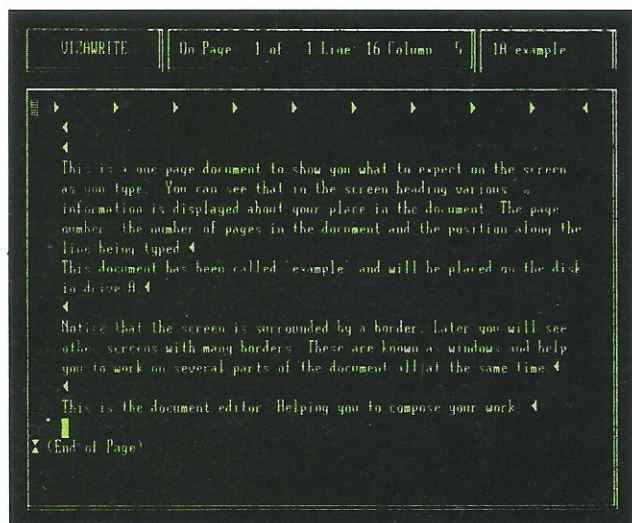 VIZAWRITE On Page 1 of 1 Line: 16 Column 5 1A example
This is a one page document to show you what to expect on the screen
as you type. You can see that in the screen heading various
information is displayed about your place in the document. The page
number, the number of pages in the document and the position along the
line being typed.
This document has been called 'example' and will be placed on the disk
in drive A.
Notice that the screen is surrounded by a border. Later you will see
other screens with many borders. These are known as windows and help
you to work on several parts of the document all at the same time.
This is the document editor. Helping you to compose your work.
(End of Page)